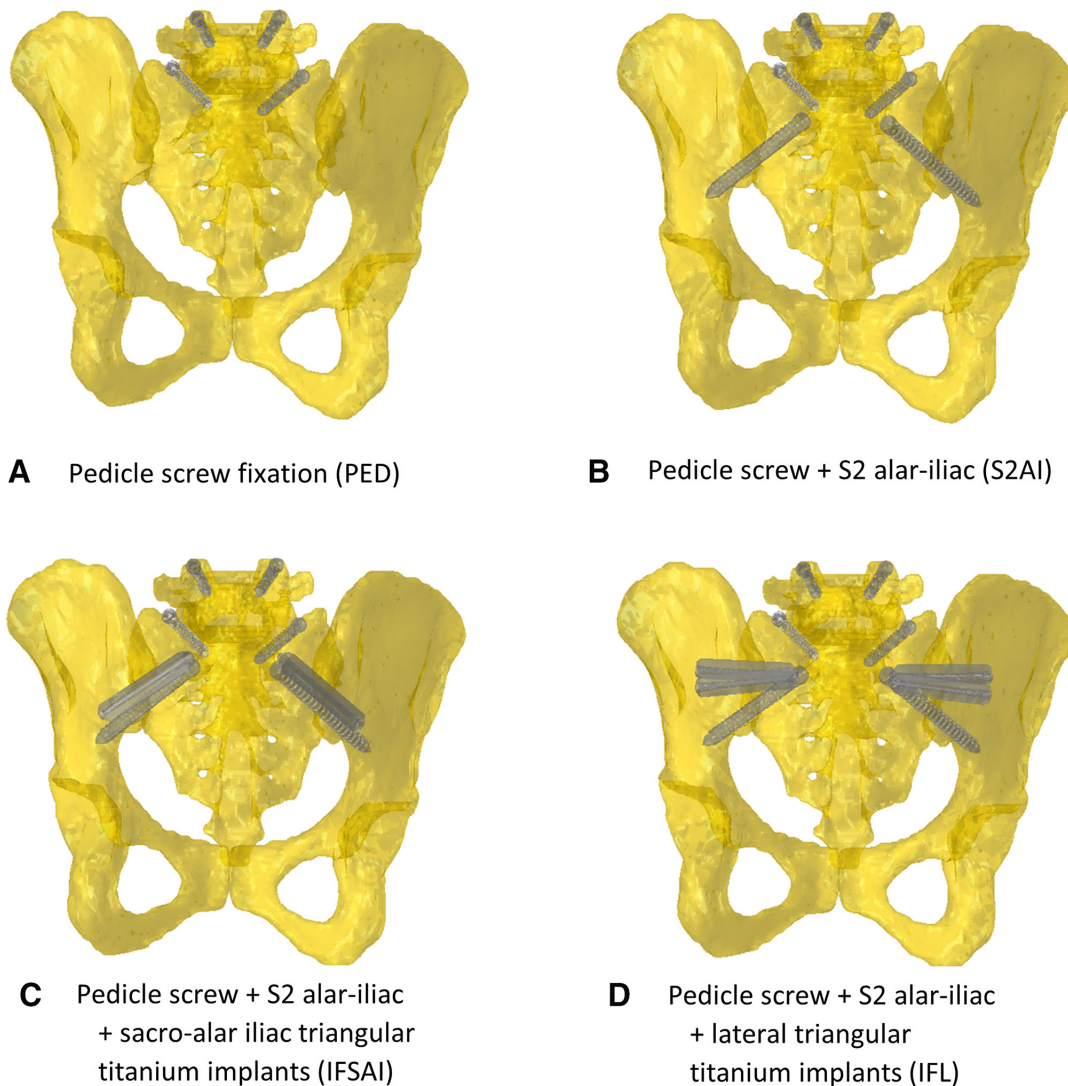 A Pedicle screw fixation (PED)
B Pedicle screw + S2 alar-iliac (S2AI)
C Pedicle screw + S2 alar-iliac
+ sacro-alar iliac triangular
titanium implants (IFSAI)
D Pedicle screw + S2 alar-iliac
+ lateral triangular
titanium implants (IFL)